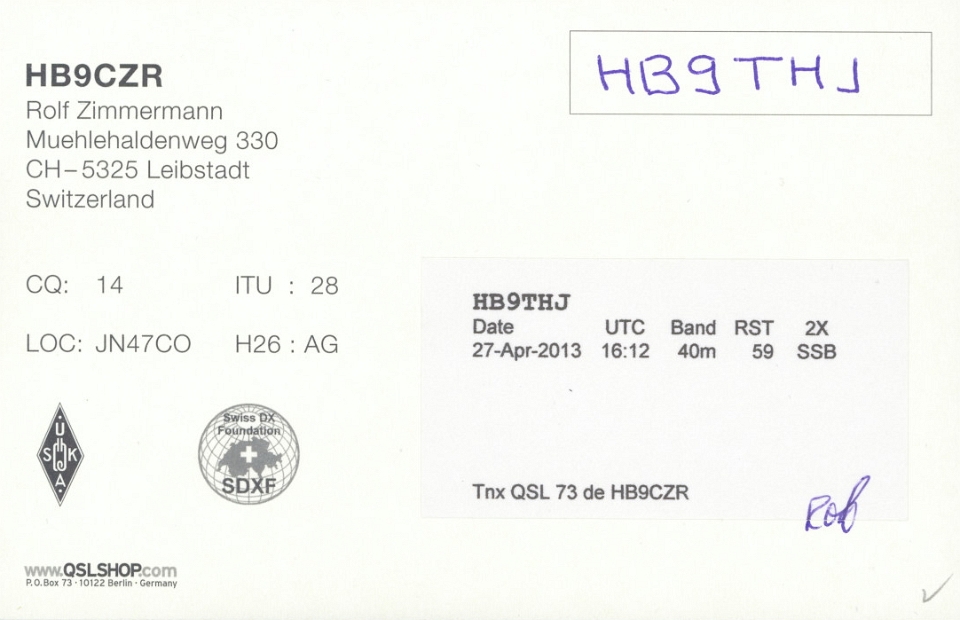 HB9CZR
Rolf Zimmermann
Muehlehaldenweg 330
CH-5325 Leibstadt
Switzerland
HB9THJ
CQ: 14 ITU : 28
LOC: JN47CO H26 : AG
HB9THJ
Date UTC Band RST 2X
27-Apr-2013 16:12 40m 59 SSB
Tnx QSL 73 de HB9CZR
USKA
Swiss DX
Foundation
SDXF
www.QSLSHOP.com
P.O.Box 73 · 10122 Berlin · Germany